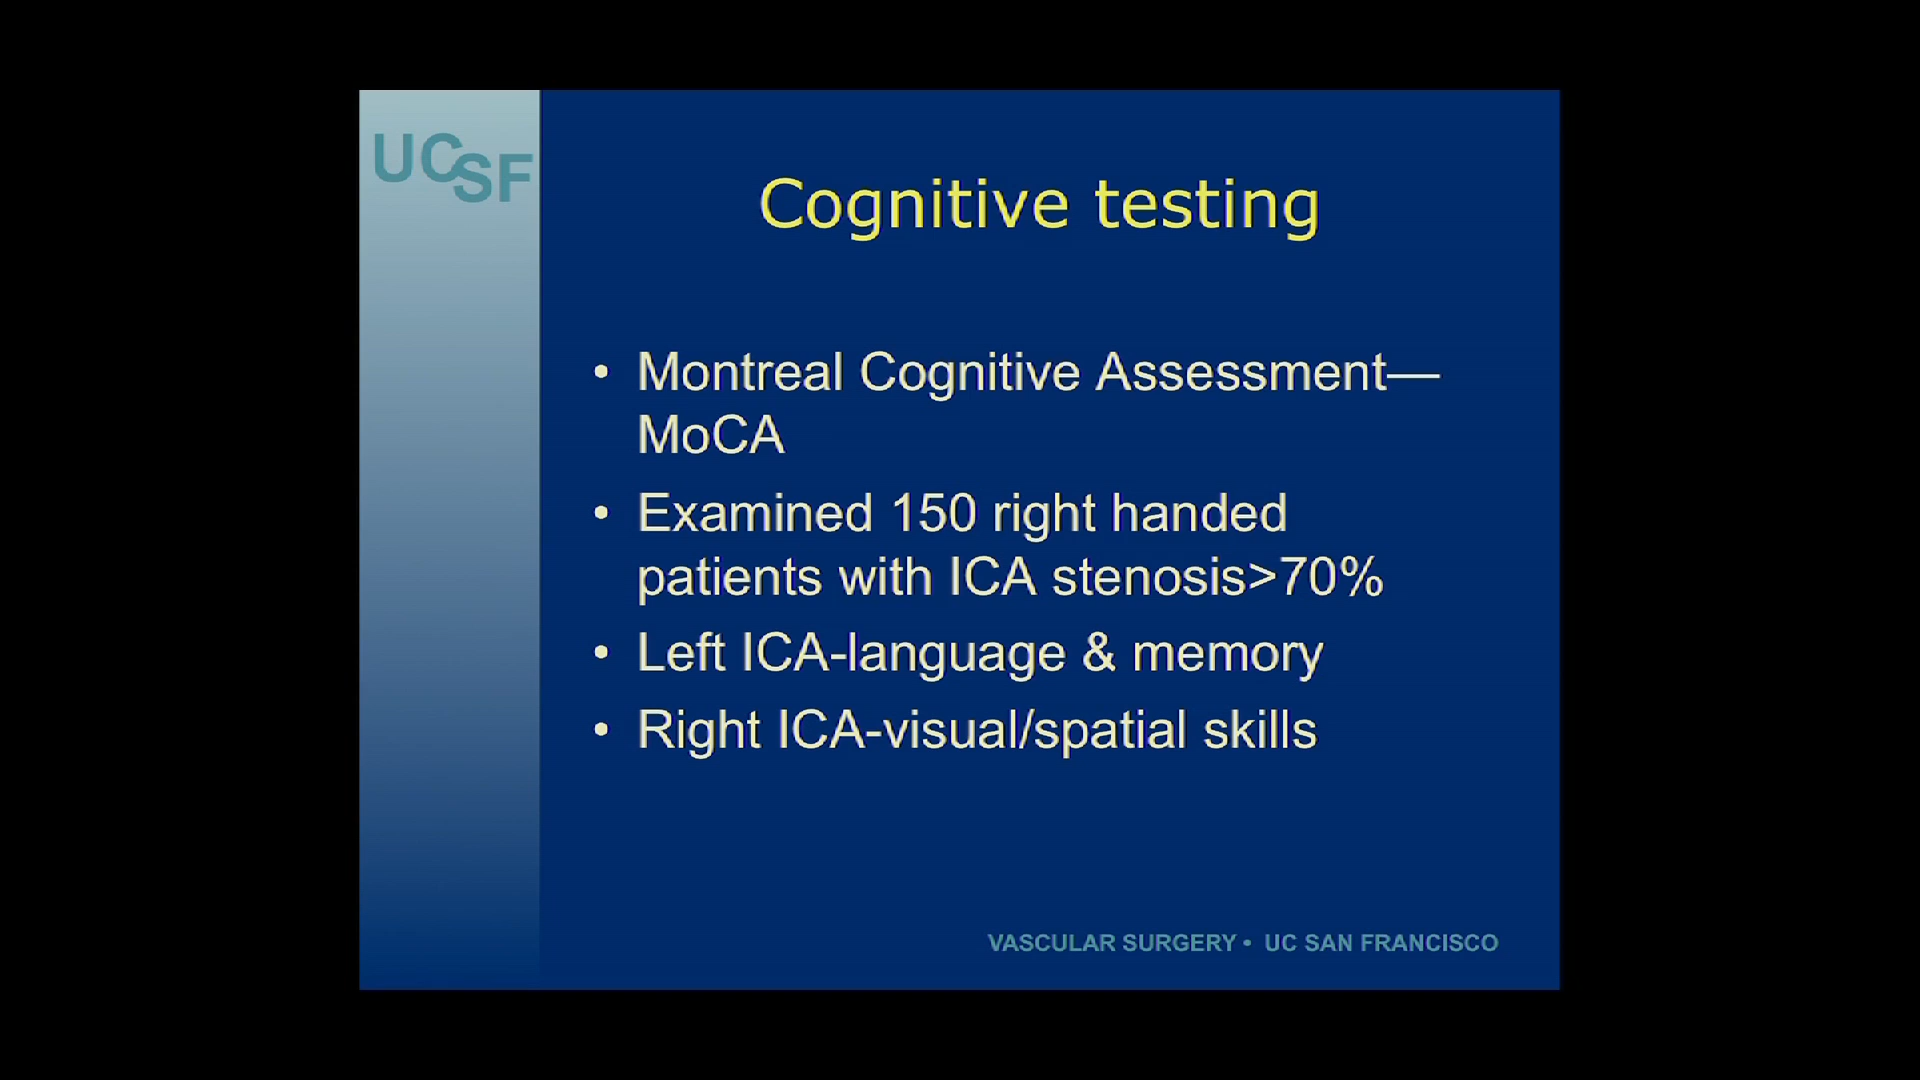 UCSF
Cognitive testing
• Montreal Cognitive Assessment—
MoCA
• Examined 150 right handed
patients with ICA stenosis>70%
• Left ICA-language & memory
• Right ICA-visual/spatial skills
VASCULAR SURGERY • UC SAN FRANCISCO